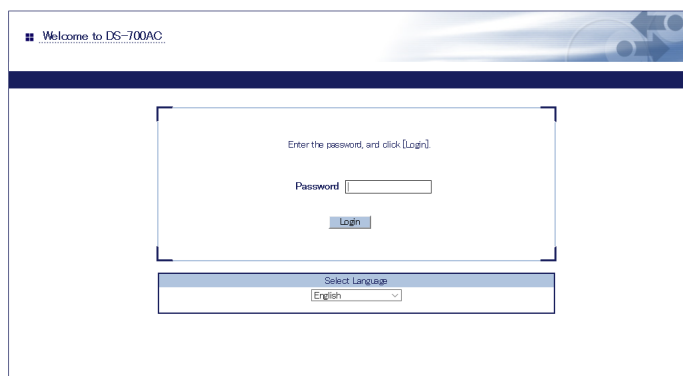 Welcome to DS-700AC
Enter the password, and click [Login].
Password
Login
Select Language
English